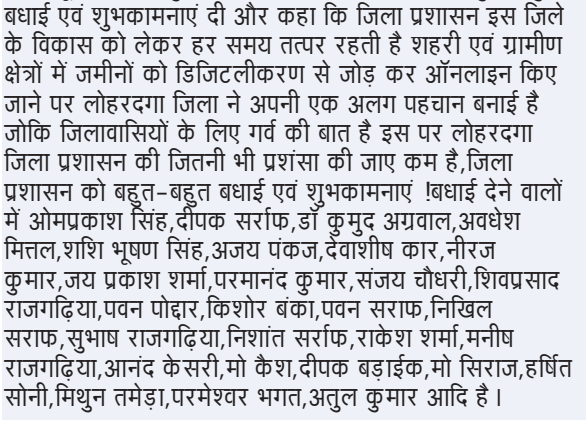 बधाई एवं शुभकामनाएं दी और कहा कि जिला प्रशासन इस जिले
के विकास को लेकर हर समय तत्पर रहती है शहरी एवं ग्रामीण
क्षेत्रों में जमीनों को डिजिटलीकरण से जोड़ कर ऑनलाइन किए
जाने पर लोहरदगा जिला ने अपनी एक अलग पहचान बनाई है
जोकि जिलावासियों के लिए गर्व की बात है इस पर लोहरदगा
जिला प्रशासन की जितनी भी प्रशंसा की जाए कम है,जिला
प्रशासन को बहुत-बहुत बधाई एवं शुभकामनाएं !बधाई देने वालों
में ओमप्रकाश सिंह,दीपक सर्राफ,डॉ कुमुद अग्रवाल,अवधेश
मित्तल,शशि भूषण सिंह,अजय पंकज,देवाशीष कार,नीरज
कुमार,जय प्रकाश शर्मा,परमानंद कुमार,संजय चौधरी,शिवप्रसाद
राजगढ़िया,पवन पोद्दार,किशोर बंका,पवन सराफ,निखिल
सराफ,सुभाष राजगढ़िया,निशांत सर्राफ,राकेश शर्मा,मनीष
राजगढ़िया,आनंद केसरी,मो कैश,दीपक बड़ाईक,मो सिराज,हर्षित
सोनी,मिथुन तमेड़ा,परमेश्वर भगत,अतुल कुमार आदि है ।